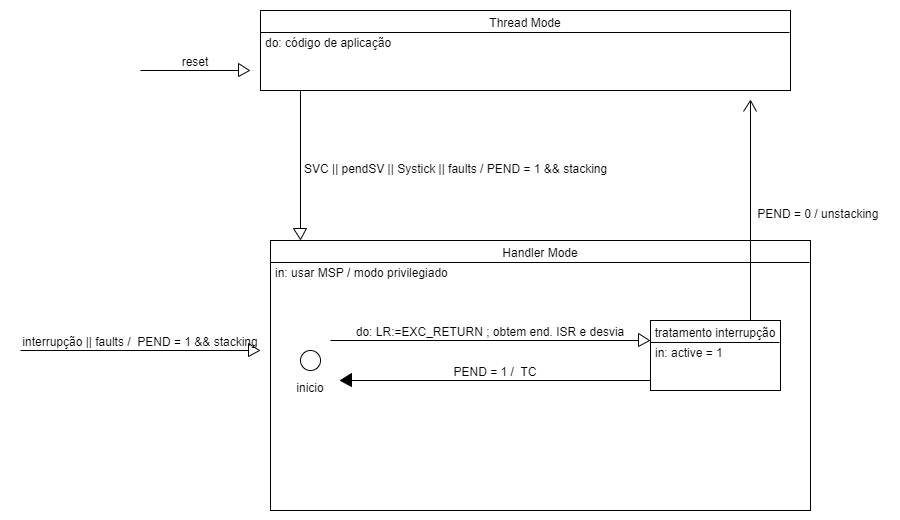 Thread Mode
do: código de aplicação
reset
SVC || pendSV || Systick || faults / PEND = 1 && stacking
PEND = 0 / unstacking
Handler Mode
in: usar MSP / modo privilegiado
do: LR:=EXC_RETURN ; obtem end. ISR e desvia
tratamento interrupção
interrupção || faults /  PEND = 1 && stacking
in: active = 1
PEND = 1 /  TC
inicio